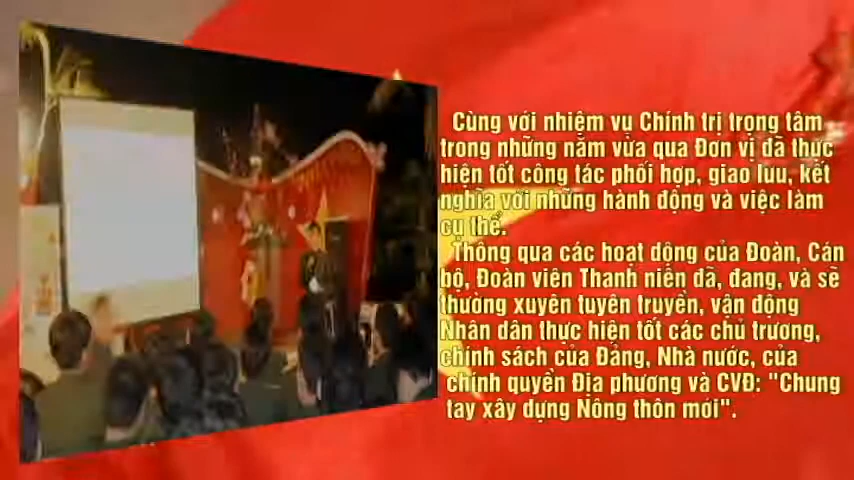 Cùng với nhiệm vụ Chính trị trọng tâm
trong những năm vừa qua Đơn vị đã thực
hiện tốt công tác phối hợp, giao lưu, kết
nghĩa với những hành động và việc làm
cụ thể.
Thông qua các hoạt động của Đoàn, Cán
bộ, Đoàn viên Thanh niên đã, đang, và sẽ
thường xuyên tuyên truyền, vận động
Nhân dân thực hiện tốt các chủ trương,
chính sách của Đảng, Nhà nước, của
chính quyền Địa phương và CVĐ: "Chung
tay xây dựng Nông thôn mới".